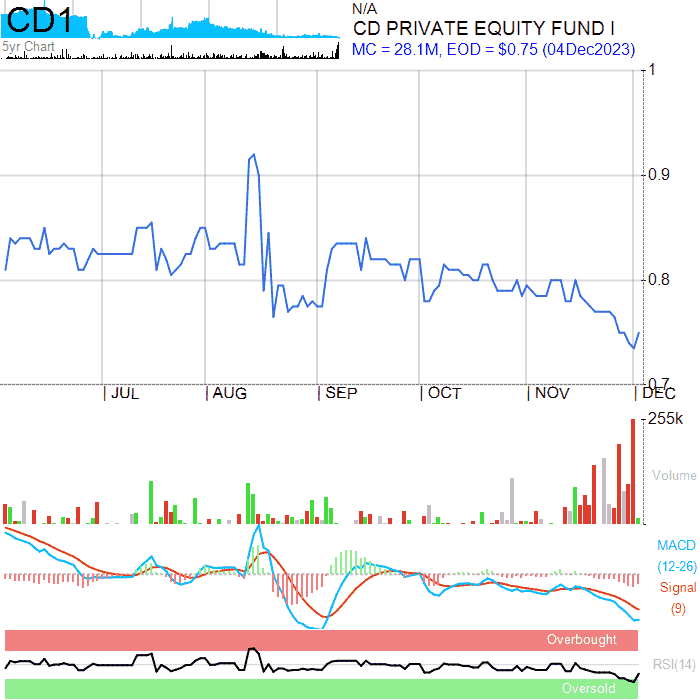 CD1
5yr Chart
N/A
CD PRIVATE EQUITY FUND I
MC = 28.1M, EOD = $0.75 (04Dec2023)
1
0.9
0.8
0.7
JUL AUG SEP OCT NOV DEC
255k
Volume
MACD
(12-26)
Signal
(9)
Overbought
RSI(14)
Oversold